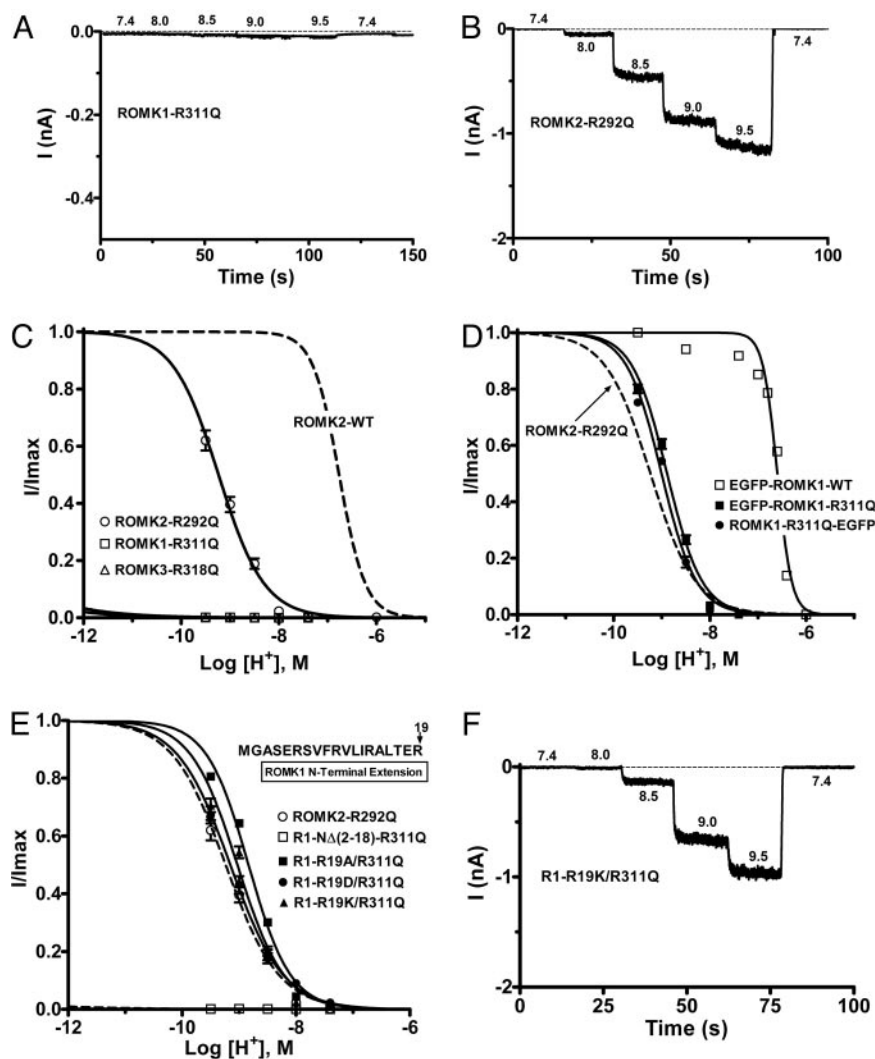 A
7.4 8.0 8.5 9.0 9.5 7.4
0.0
-0.2
-0.4
I (nA)
ROMK1-R311Q
0 50 100 150
Time (s)
B
7.4
8.0
8.5
9.0
9.5
7.4
0
-1
-2
I (nA)
ROMK2-R292Q
0 50 100
Time (s)
C
1.0
0.8
0.6
0.4
0.2
0.0
I/Imax
ROMK2-WT
ROMK2-R292Q
ROMK1-R311Q
ROMK3-R318Q
-12 -10 -8 -6
Log [H+], M
D
1.0
0.8
0.6
0.4
0.2
0.0
I/Imax
ROMK2-R292Q
EGFP-ROMK1-WT
EGFP-ROMK1-R311Q
ROMK1-R311Q-EGFP
-12 -10 -8 -6
Log [H+], M
E
1.0
0.8
0.6
0.4
0.2
0.0
I/Imax
19
MGASERSVFRVLIRALTER
ROMK1 N-Terminal Extension
ROMK2-R292Q
R1-NΔ(2-18)-R311Q
R1-R19A/R311Q
R1-R19D/R311Q
R1-R19K/R311Q
-12 -10 -8 -6
Log [H+], M
F
7.4 8.0
8.5
9.0
9.5
7.4
0
-1
-2
I (nA)
R1-R19K/R311Q
0 25 50 75 100
Time (s)